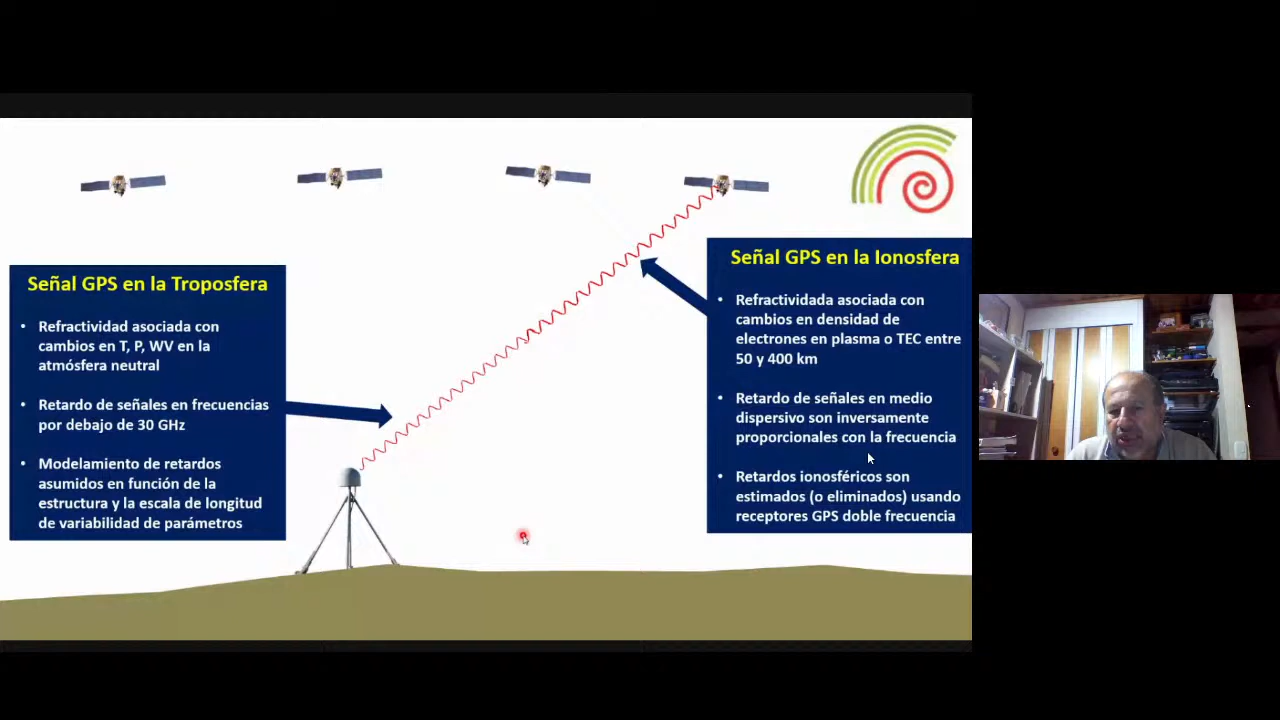 Señal GPS en la Troposfera
Refractividad asociada con
cambios en T, P, WV en la
atmósfera neutral
Retardo de señales en frecuencias
por debajo de 30 GHz
Modelamiento de retardos
asumidos en función de la
estructura y la escala de longitud
de variabilidad de parámetros
Señal GPS en la Ionosfera
Refractividada asociada con
cambios en densidad de
electrones en plasma o TEC entre
50 y 400 km
Retardo de señales en medio
dispersivo son inversamente
proporcionales con la frecuencia
Retardos ionosféricos son
estimados (o eliminados) usando
receptores GPS doble frecuencia